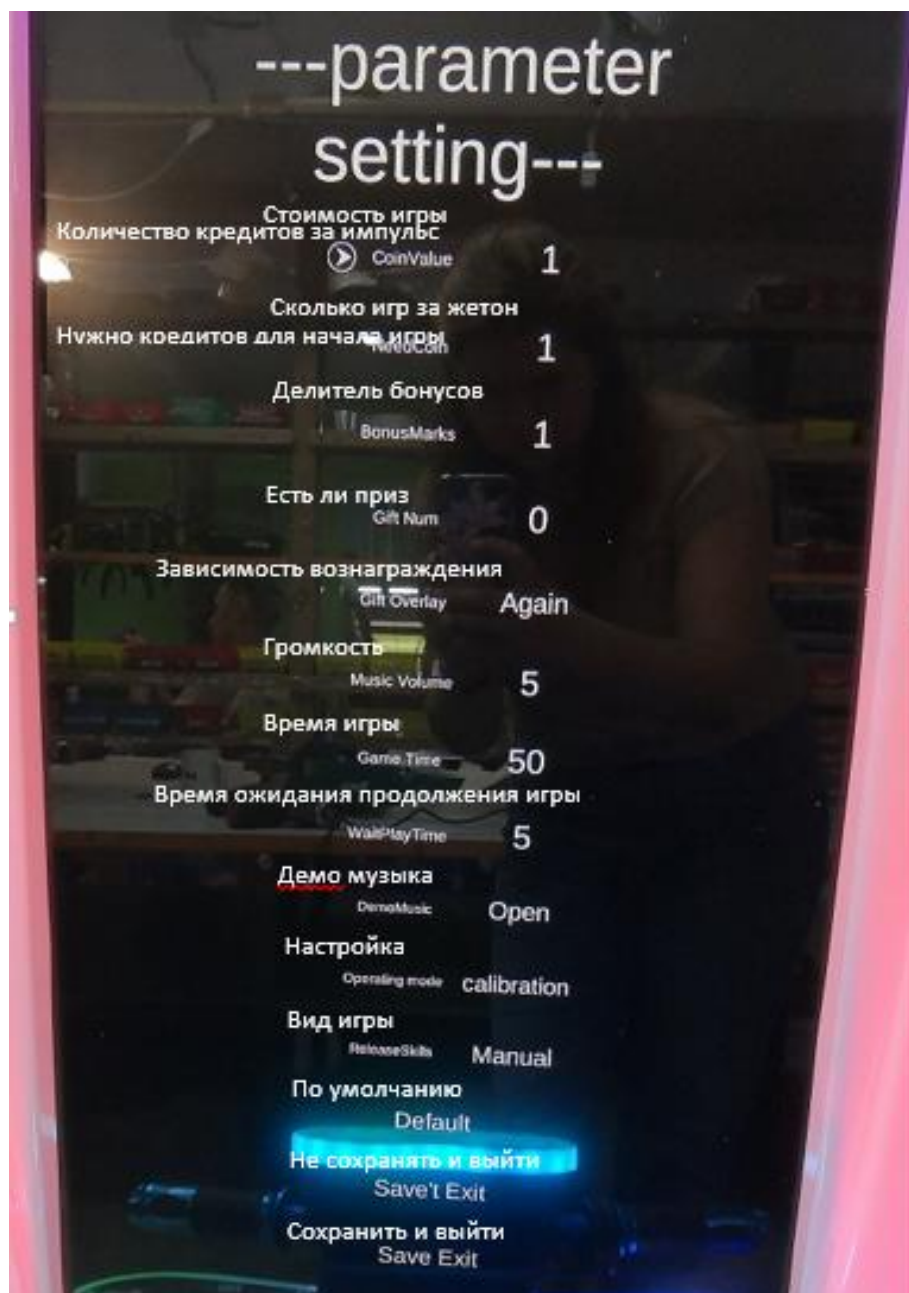 ---parameter
setting---
Стоимость игры
Количество кредитов за импульс
CoinValue 1
Сколько игр за жетон
Нужно кредитов для начала игры
NeedCoin 1
Делитель бонусов
BonusMarks 1
Есть ли приз
Gift Num 0
Зависимость вознаграждения
Gift Overlay Again
Громкость
Music Volume 5
Время игры
Game Time 50
Время ожидания продолжения игры
WaitPlayTime 5
Демо музыка
DemoMusic Open
Настройка
Operating mode calibration
Вид игры
ReleaseSkills Manual
По умолчанию
Default
Не сохранять и выйти
Save't Exit
Сохранить и выйти
Save Exit